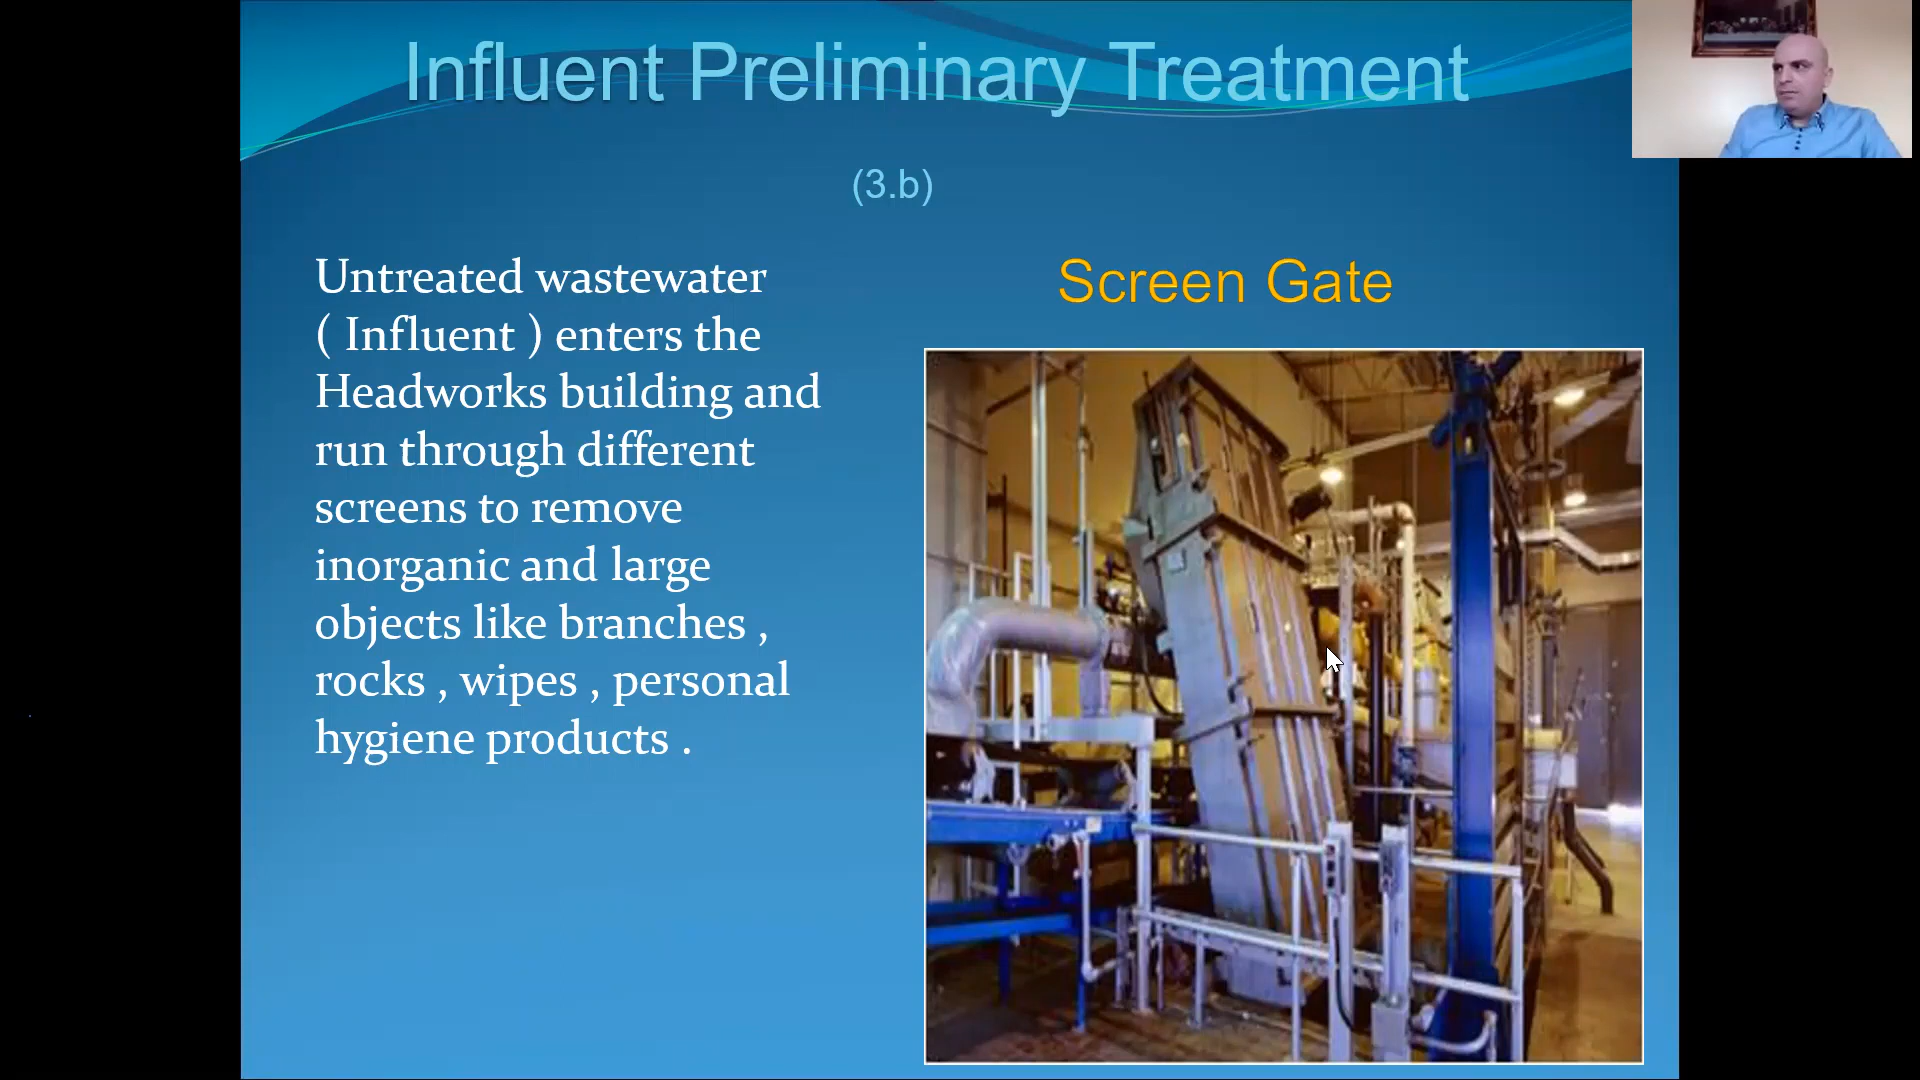 Influent Preliminary Treatment
(3.b)
Untreated wastewater
( Influent ) enters the
Headworks building and
run through different
screens to remove
inorganic and large
objects like branches ,
rocks , wipes , personal
hygiene products .
Screen Gate